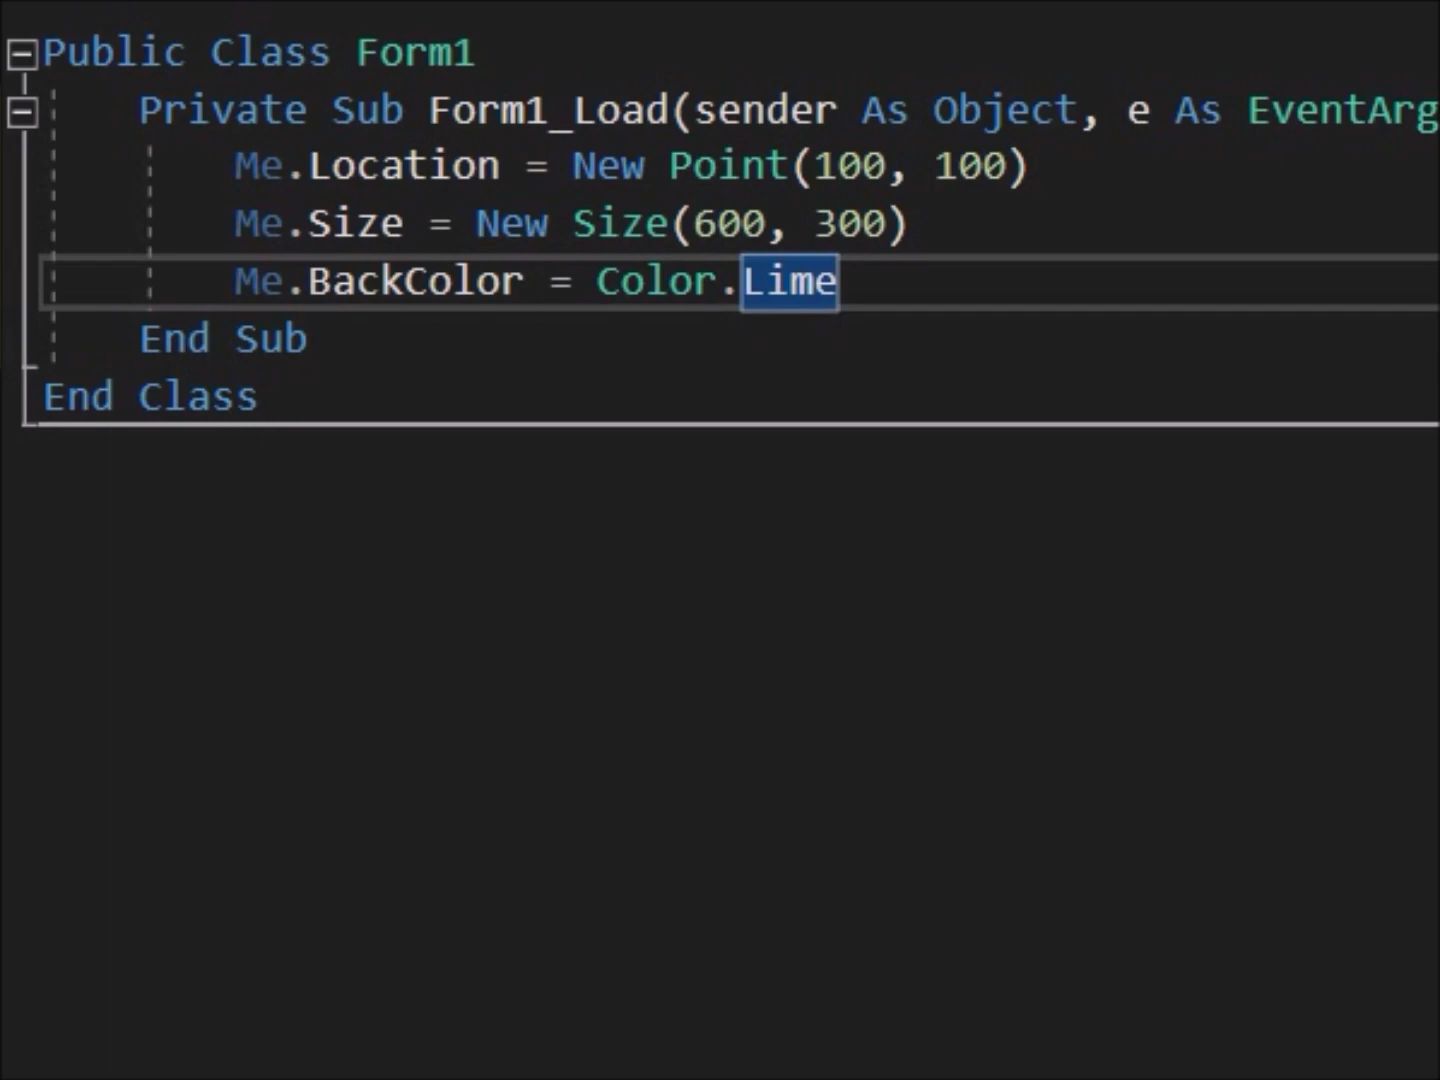 Public Class Form1
Private Sub Form1_Load(sender As Object, e As EventArg
Me.Location = New Point(100, 100)
Me.Size = New Size(600, 300)
Me.BackColor = Color.Lime
End Sub
End Class